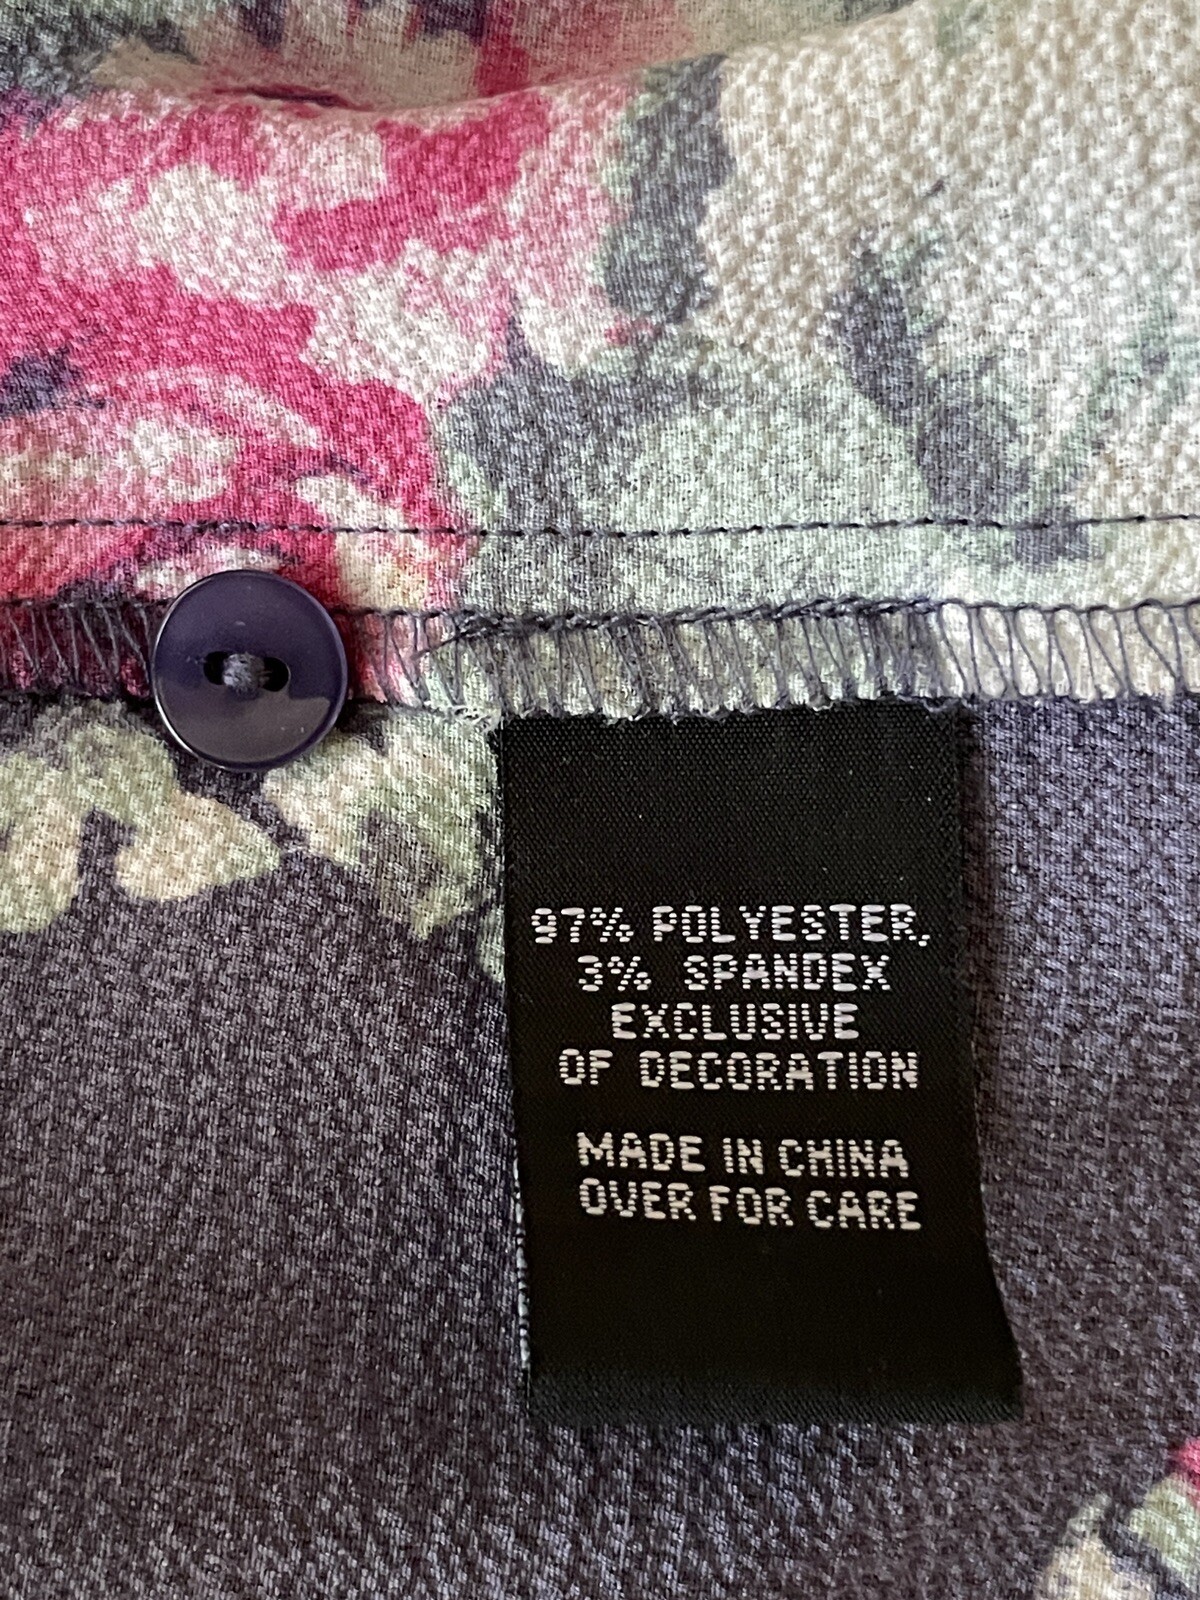 97% POLYESTER,
3% SPANDEX
EXCLUSIVE
OF DECORATION
MADE IN CHINA
OVER FOR CARE